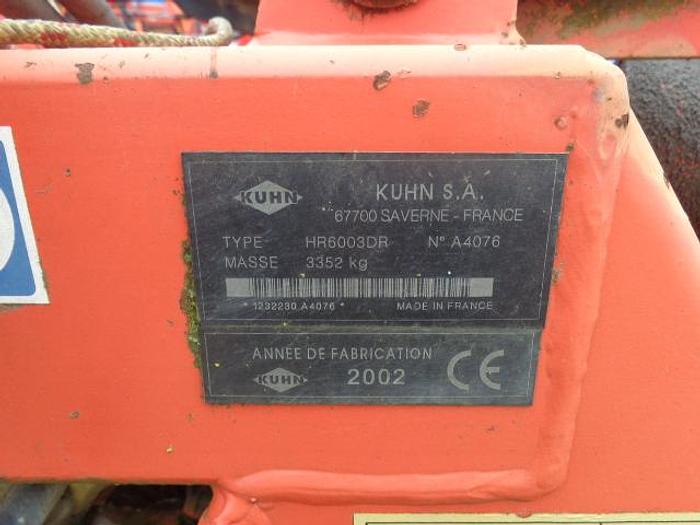 KUHN
KUHN S.A.
67700 SAVERNE - FRANCE
TYPE HR6003DR N° A4076
MASSE 3352 kg
* 1232230 A4076 * MADE IN FRANCE
ANNÉE DE FABRICATION
KUHN 2002 CE